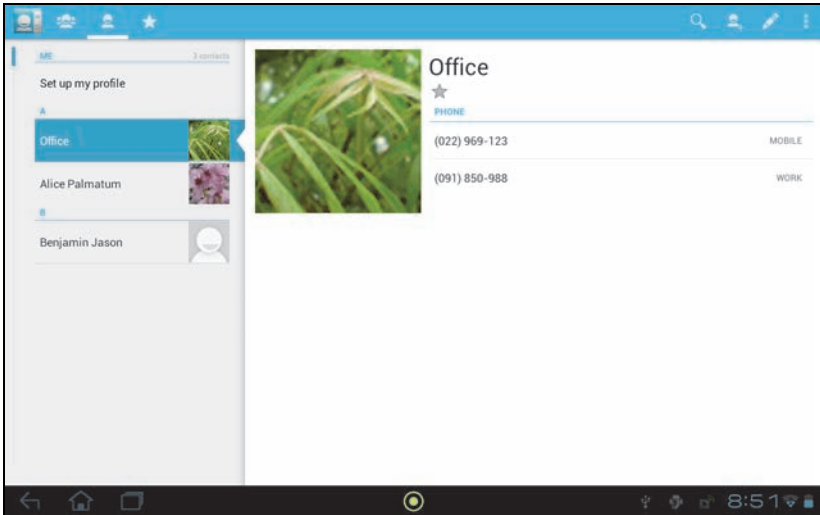 ME 3 contacts
Set up my profile
A
Office
Alice Palmatum
B
Benjamin Jason
Office
PHONE
(022) 969-123 MOBILE
(091) 850-988 WORK
8:51